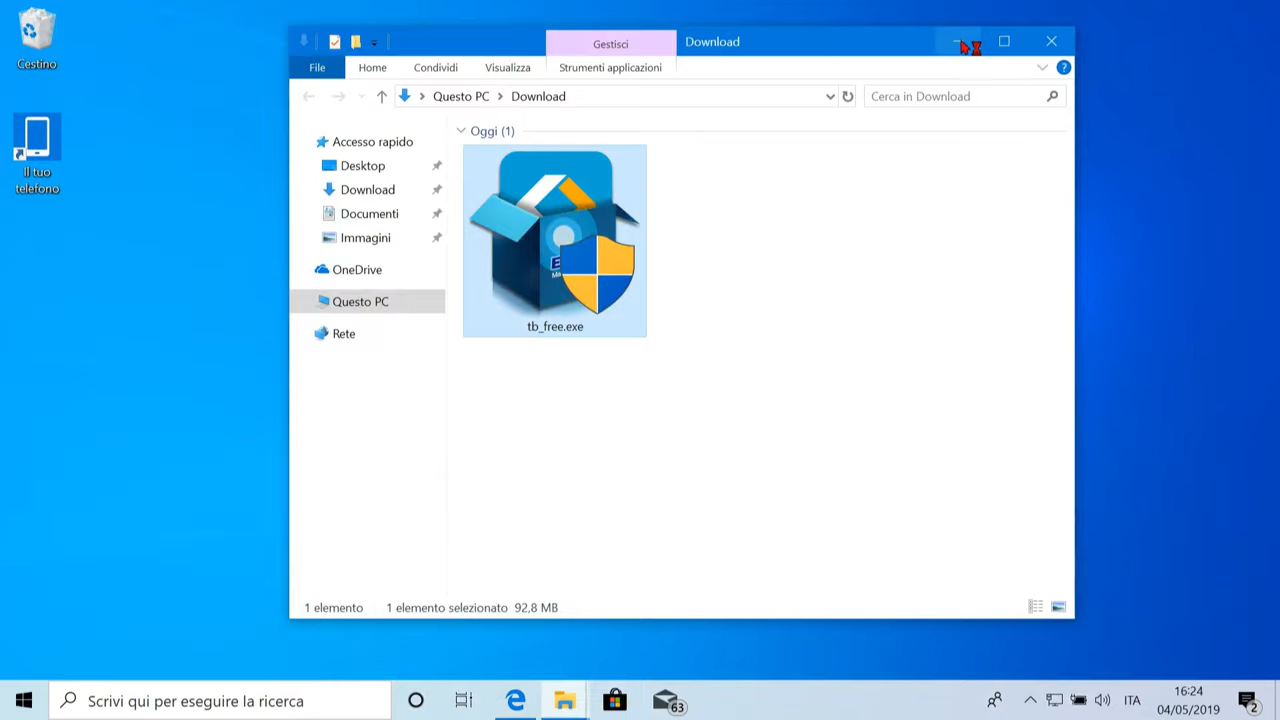 Cestino
Il tuo
telefono
Gestisci
Download
File
Home
Condividi
Visualizza
Strumenti applicazioni
?
Questo PC
Download
Cerca in Download
Accesso rapido
Desktop
Download
Documenti
Immagini
OneDrive
Questo PC
Rete
Oggi (1)
tb_free.exe
1 elemento
1 elemento selezionato 92,8 MB
Scrivi qui per eseguire la ricerca
63
ITA
16:24
04/05/2019
2